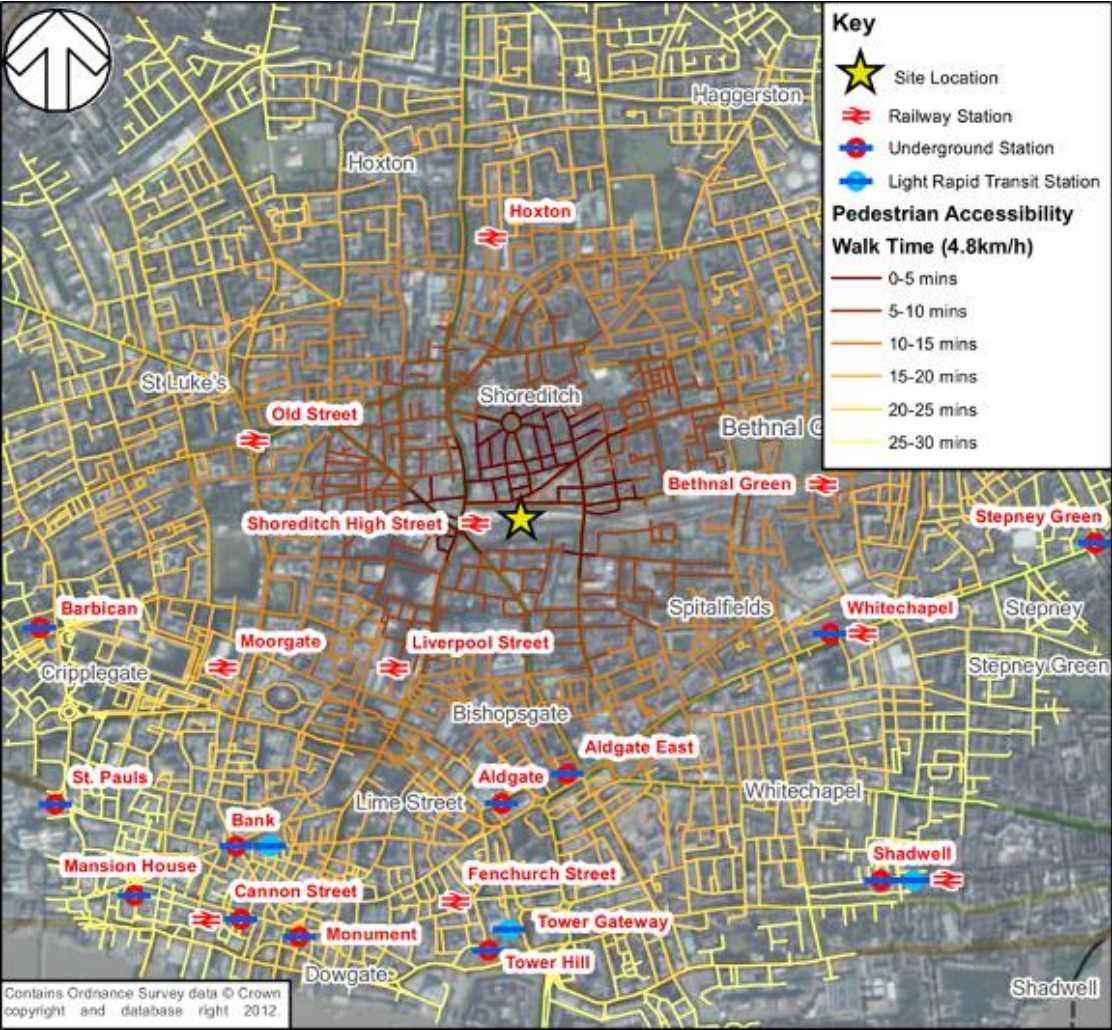 Key
Site Location
Railway Station
Underground Station
Light Rapid Transit Station
Pedestrian Accessibility
Walk Time (4.8km/h)
0-5 mins
5-10 mins
10-15 mins
15-20 mins
20-25 mins
25-30 mins
Haggerston
Hoxton
Hoxton
St Luke's
Shoreditch
Old Street
Bethnal G
Bethnal Green
Shoreditch High Street
Stepney Green
Barbican
Spitalfields
Whitechapel
Stepney
Moorgate
Liverpool Street
Cripplegate
Stepney Green
Bishopsgate
Aldgate East
St. Pauls
Aldgate
Lime Street
Whitechapel
Bank
Shadwell
Mansion House
Cannon Street
Fenchurch Street
Monument
Tower Gateway
Tower Hill
Dowgate
Shadwell
Contains Ordnance Survey data © Crown
copyright and database right 2012.